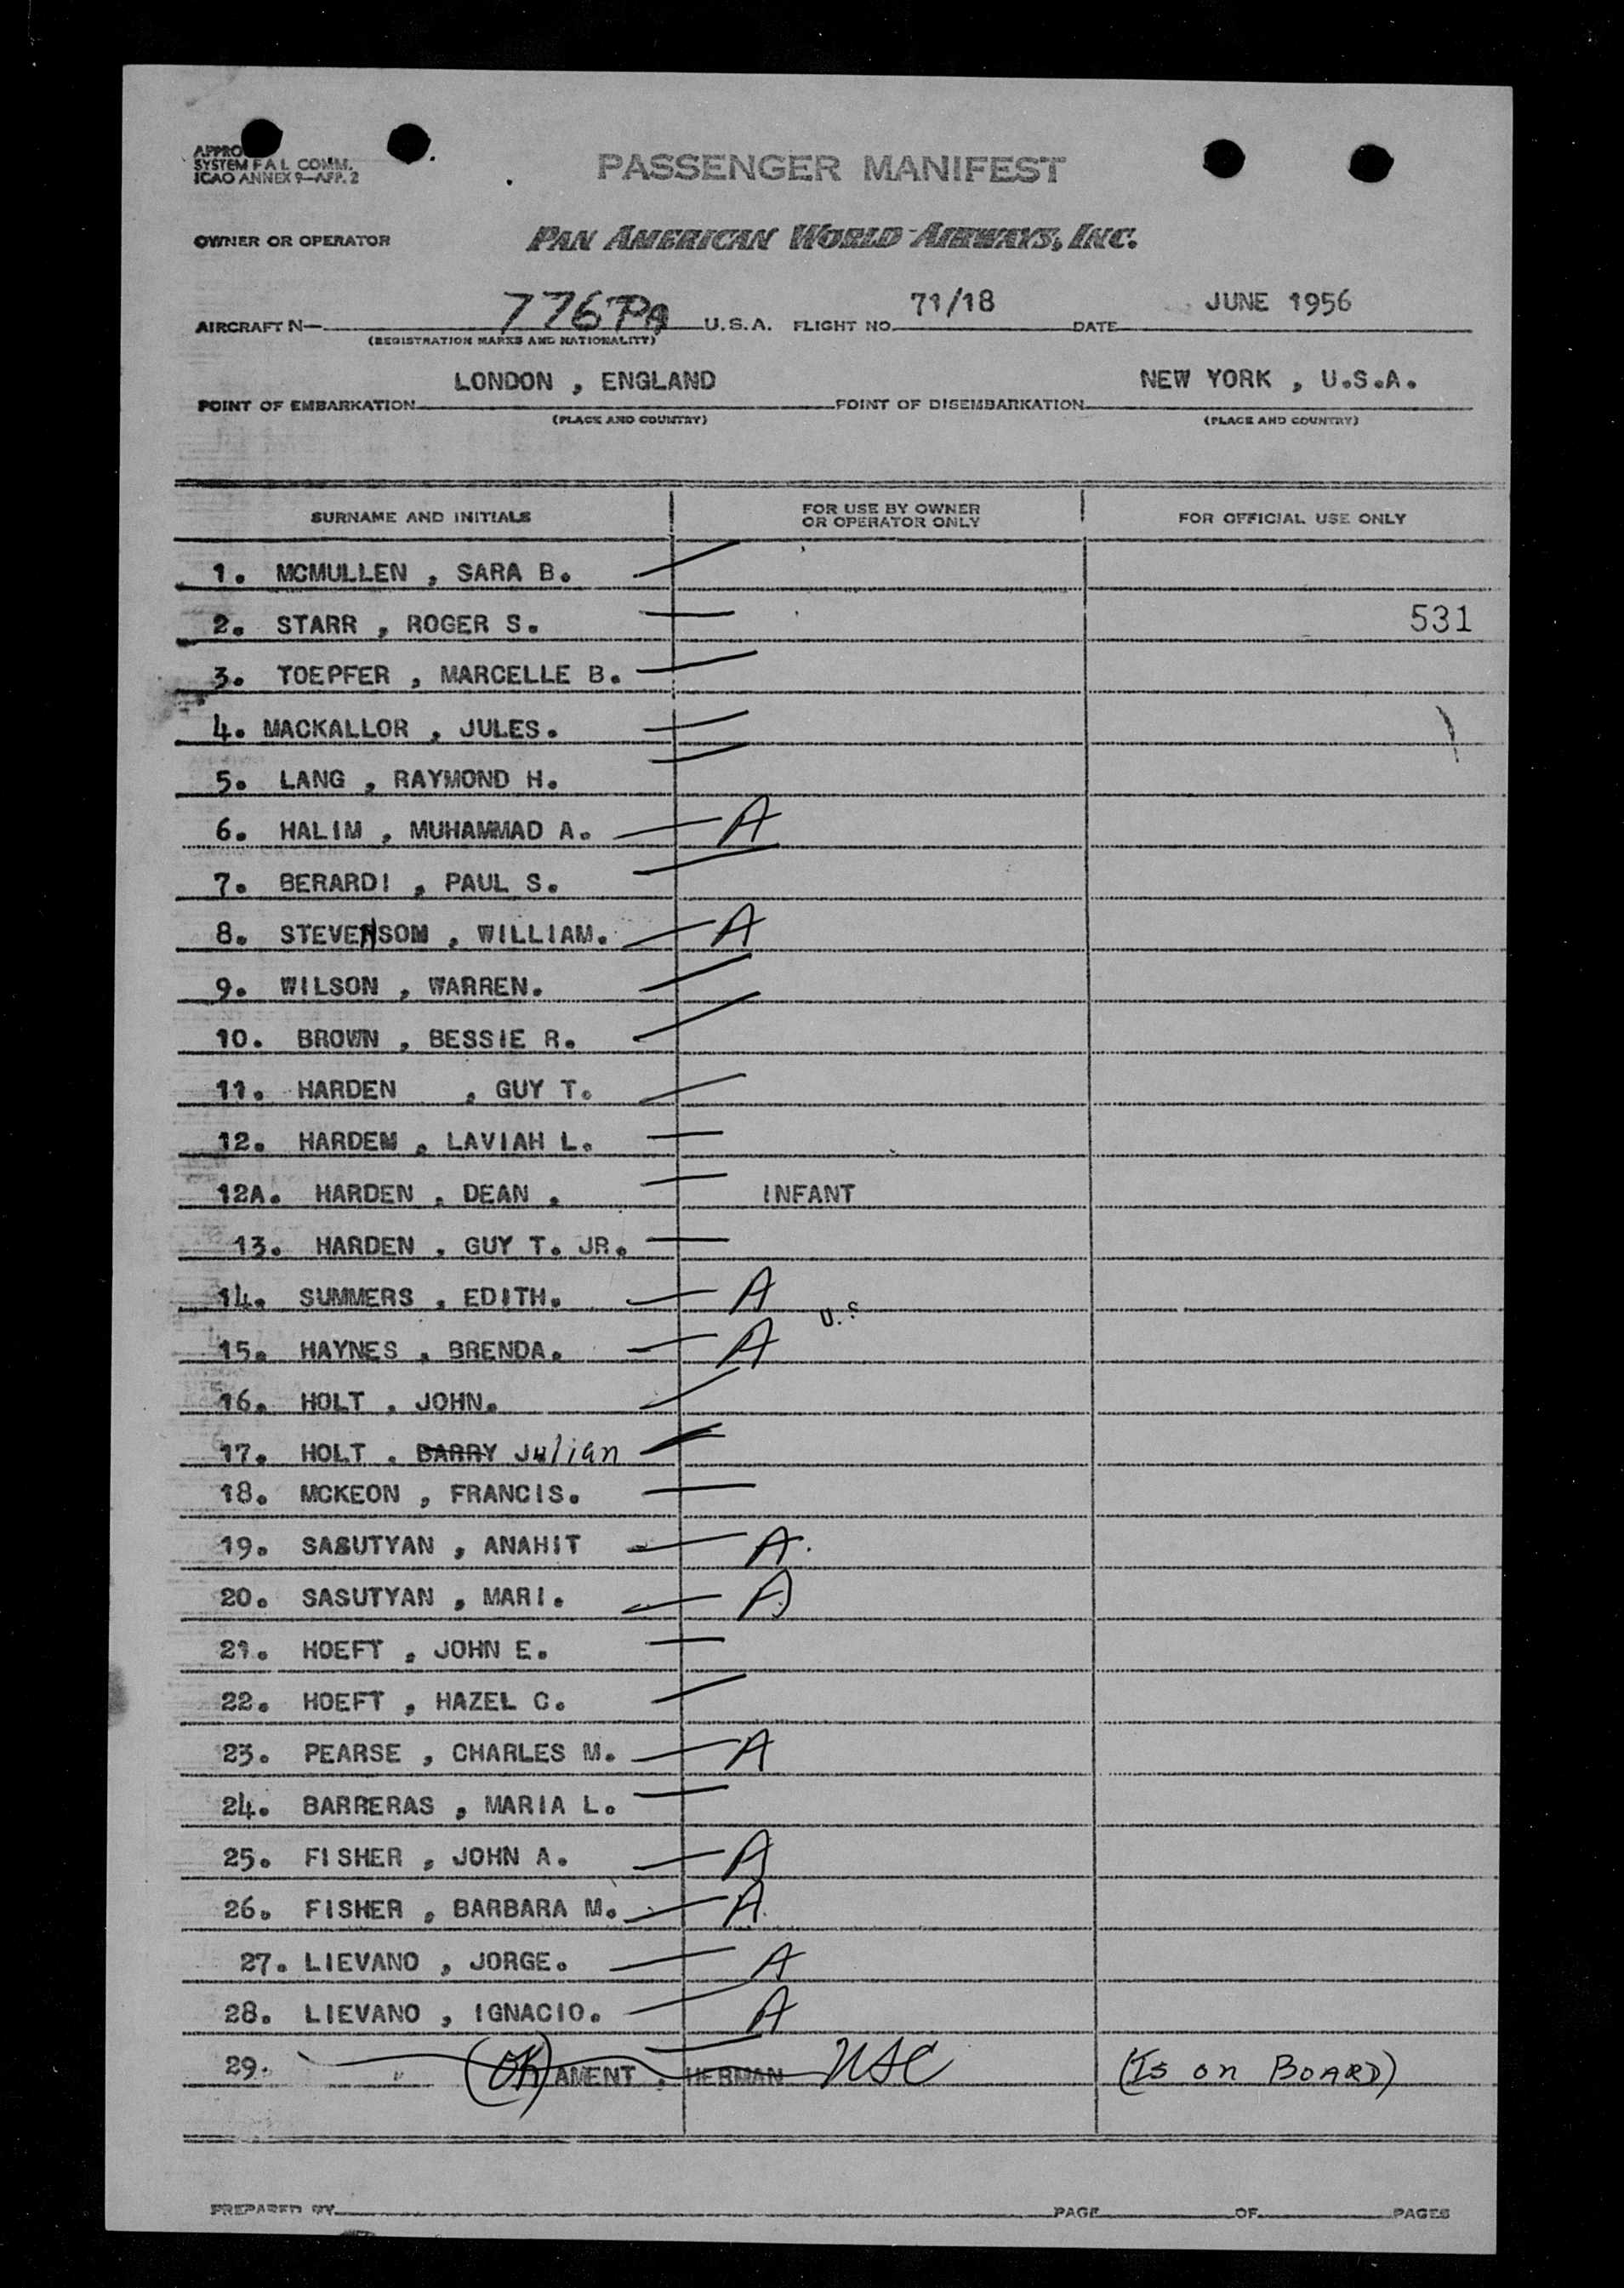 SYSTEM F.A.L. COMM.
ICAO ANNEX 9—APP. 2
PASSENGER MANIFEST
OWNER OR OPERATOR PAN AMERICAN WORLD AIRWAYS, INC.
AIRCRAFT N— 776PA U.S.A. FLIGHT NO. 71/18 DATE JUNE 1956
(REGISTRATION MARKS AND NATIONALITY)
POINT OF EMBARKATION LONDON , ENGLAND POINT OF DISEMBARKATION NEW YORK , U.S.A.
(PLACE AND COUNTRY) (PLACE AND COUNTRY)
SURNAME AND INITIALS FOR USE BY OWNER OR OPERATOR ONLY FOR OFFICIAL USE ONLY
1. MCMULLEN , SARA B.
2. STARR , ROGER S. 531
3. TOEPFER , MARCELLE B.
4. MACKALLOR , JULES.
5. LANG , RAYMOND H.
6. HALIM , MUHAMMAD A. A
7. BERARDI , PAUL S.
8. STEVENSOM , WILLIAM. A
9. WILSON , WARREN.
10. BROWN , BESSIE R.
11. HARDEN , GUY T.
12. HARDEM , LAVIAH L.
12A. HARDEN , DEAN , INFANT
13. HARDEN , GUY T. JR.
14. SUMMERS , EDITH. A
U.S
15. HAYNES , BRENDA. A
16. HOLT , JOHN.
17. HOLT , BARRY Julian
18. MCKEON , FRANCIS.
19. SASUTYAN , ANAHIT A.
20. SASUTYAN , MARI. A
21. HOEFT , JOHN E.
22. HOEFT , HAZEL C.
23. PEARSE , CHARLES M. A
24. BARRERAS , MARIA L.
25. FISHER , JOHN A. A
26. FISHER , BARBARA M. A
27. LIEVANO , JORGE. A
28. LIEVANO , IGNACIO. A
29. " (OK) AMENT , HERMAN USC (IS on BOARD)
PREPARED BY PAGE OF PAGES